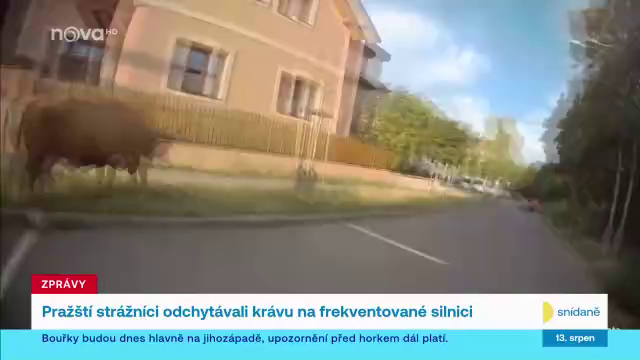 nova HD
ZPRÁVY
Pražští strážníci odchytávali krávu na frekventované silnici
snídaně
Bouřky budou dnes hlavně na jihozápadě, upozornění před horkem dál platí.
13. srpen